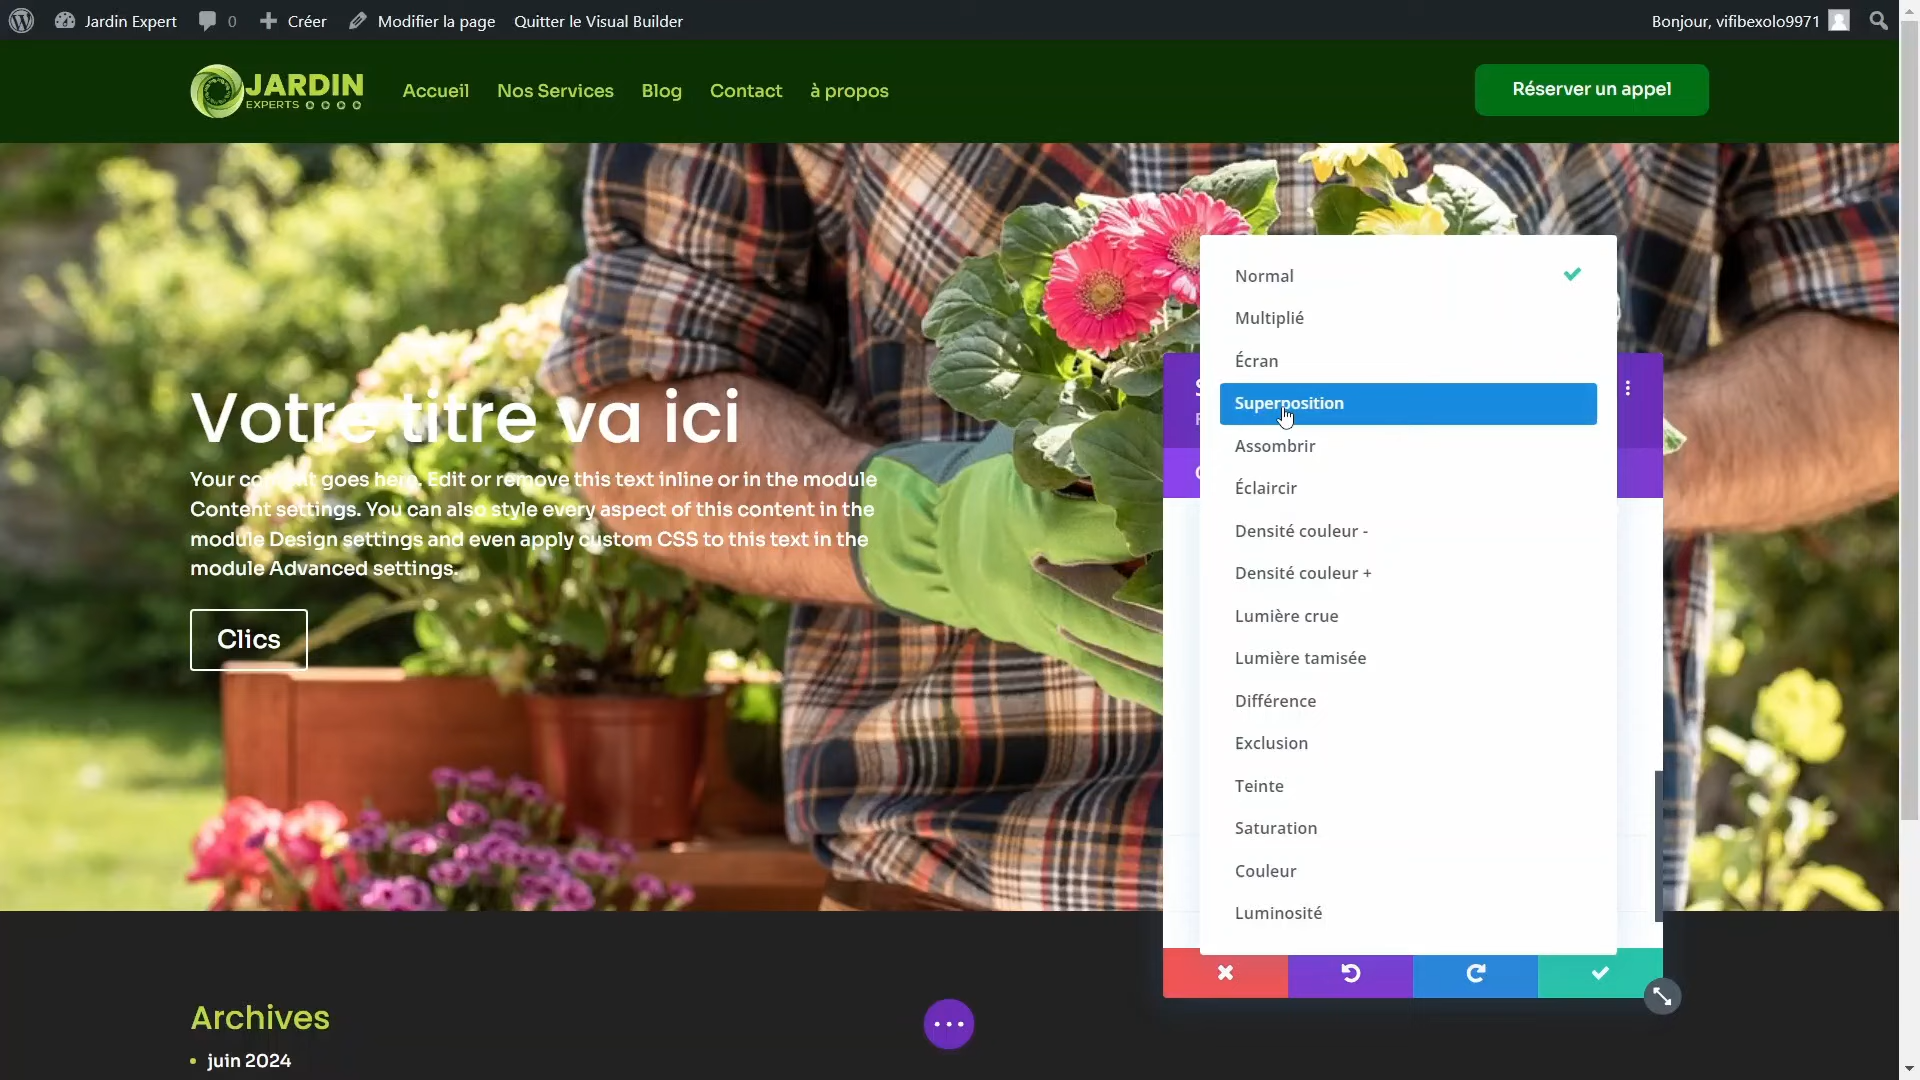 Jardin Expert
0
Créer
Modifier la page
Quitter le Visual Builder
Bonjour, vifibexolo9971
JARDIN
EXPERTS
Accueil
Nos Services
Blog
Contact
à propos
Réserver un appel
Votre titre va ici
Your content goes here. Edit or remove this text inline or in the module
Content settings. You can also style every aspect of this content in the
module Design settings and even apply custom CSS to this text in the
module Advanced settings.
Clics
Normal
Multiplié
Écran
Superposition
Assombrir
Éclaircir
Densité couleur -
Densité couleur +
Lumière crue
Lumière tamisée
Différence
Exclusion
Teinte
Saturation
Couleur
Luminosité
Archives
juin 2024